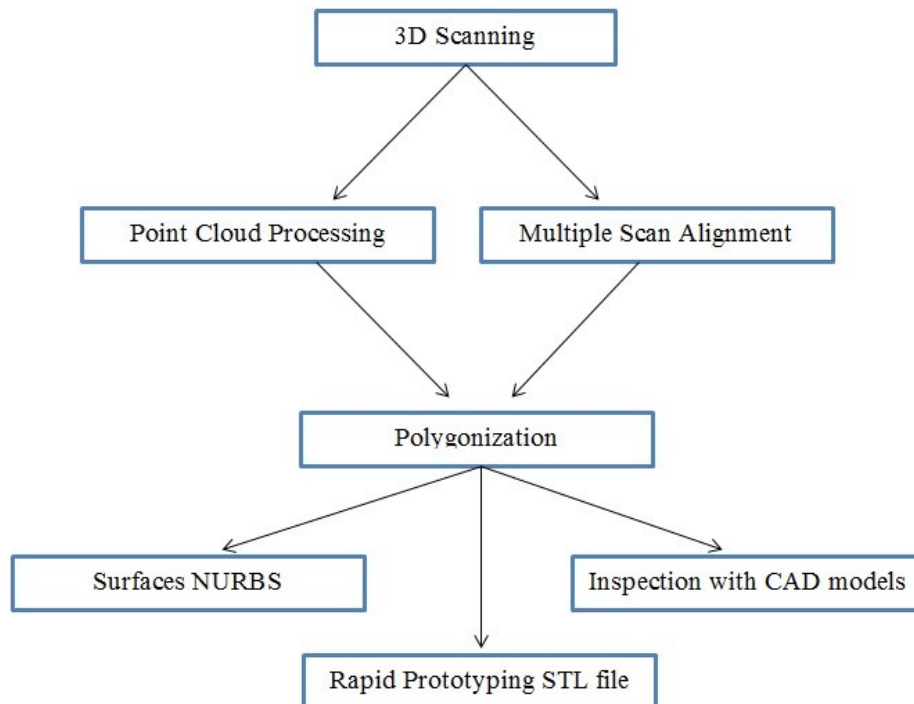 3D Scanning
Point Cloud Processing
Multiple Scan Alignment
Polygonization
Surfaces NURBS
Inspection with CAD models
Rapid Prototyping STL file